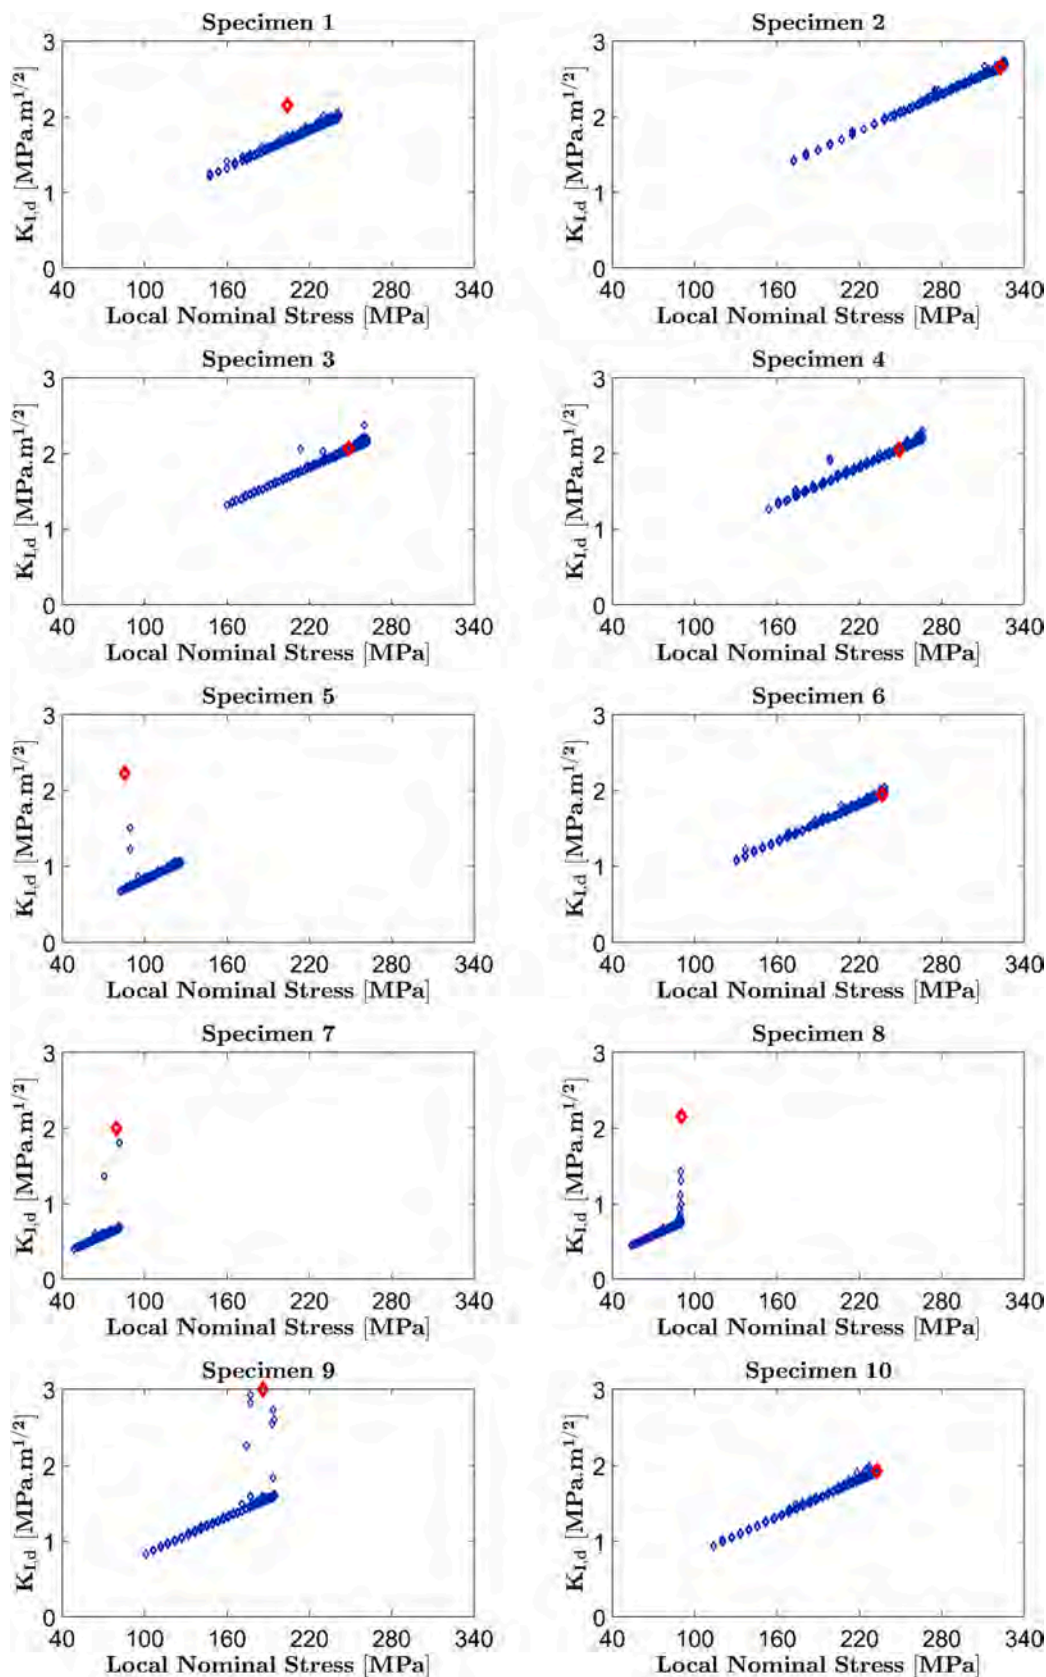 Specimen 1
3
2
1
0
K_{I,d} [MPa.m^{1/2}]
40 100 160 220 280 340
Local Nominal Stress [MPa]
Specimen 2
3
2
1
0
K_{I,d} [MPa.m^{1/2}]
40 100 160 220 280 340
Local Nominal Stress [MPa]
Specimen 3
3
2
1
0
K_{I,d} [MPa.m^{1/2}]
40 100 160 220 280 340
Local Nominal Stress [MPa]
Specimen 4
3
2
1
0
K_{I,d} [MPa.m^{1/2}]
40 100 160 220 280 340
Local Nominal Stress [MPa]
Specimen 5
3
2
1
0
K_{I,d} [MPa.m^{1/2}]
40 100 160 220 280 340
Local Nominal Stress [MPa]
Specimen 6
3
2
1
0
K_{I,d} [MPa.m^{1/2}]
40 100 160 220 280 340
Local Nominal Stress [MPa]
Specimen 7
3
2
1
0
K_{I,d} [MPa.m^{1/2}]
40 100 160 220 280 340
Local Nominal Stress [MPa]
Specimen 8
3
2
1
0
K_{I,d} [MPa.m^{1/2}]
40 100 160 220 280 340
Local Nominal Stress [MPa]
Specimen 9
3
2
1
0
K_{I,d} [MPa.m^{1/2}]
40 100 160 220 280 340
Local Nominal Stress [MPa]
Specimen 10
3
2
1
0
K_{I,d} [MPa.m^{1/2}]
40 100 160 220 280 340
Local Nominal Stress [MPa]